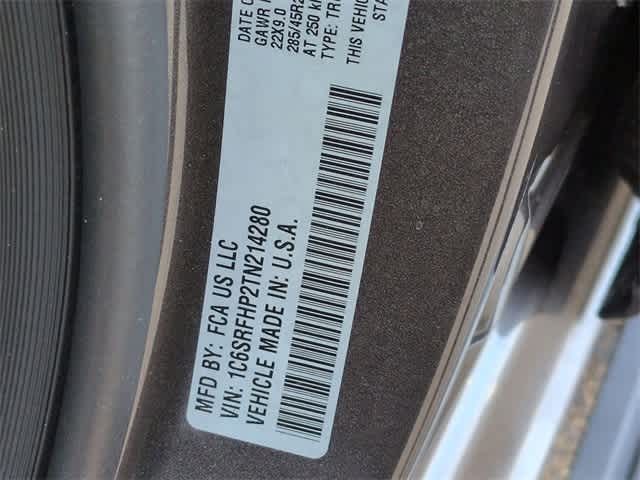 MFD BY: FCA US LLC
VIN: 1C6SRFHP2TN214280
VEHICLE MADE IN: U.S.A.
DATE O
GAWR
22X9.0
285/45R2
AT 250 k
TYPE: TR
THIS VEHIC
STA